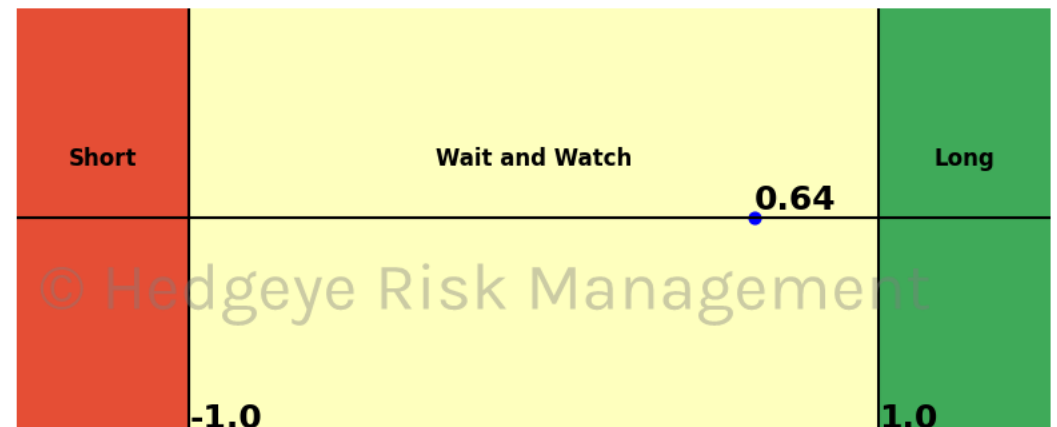 Short
Wait and Watch
Long
0.64
© Hedgeye Risk Management
-1.0
1.0